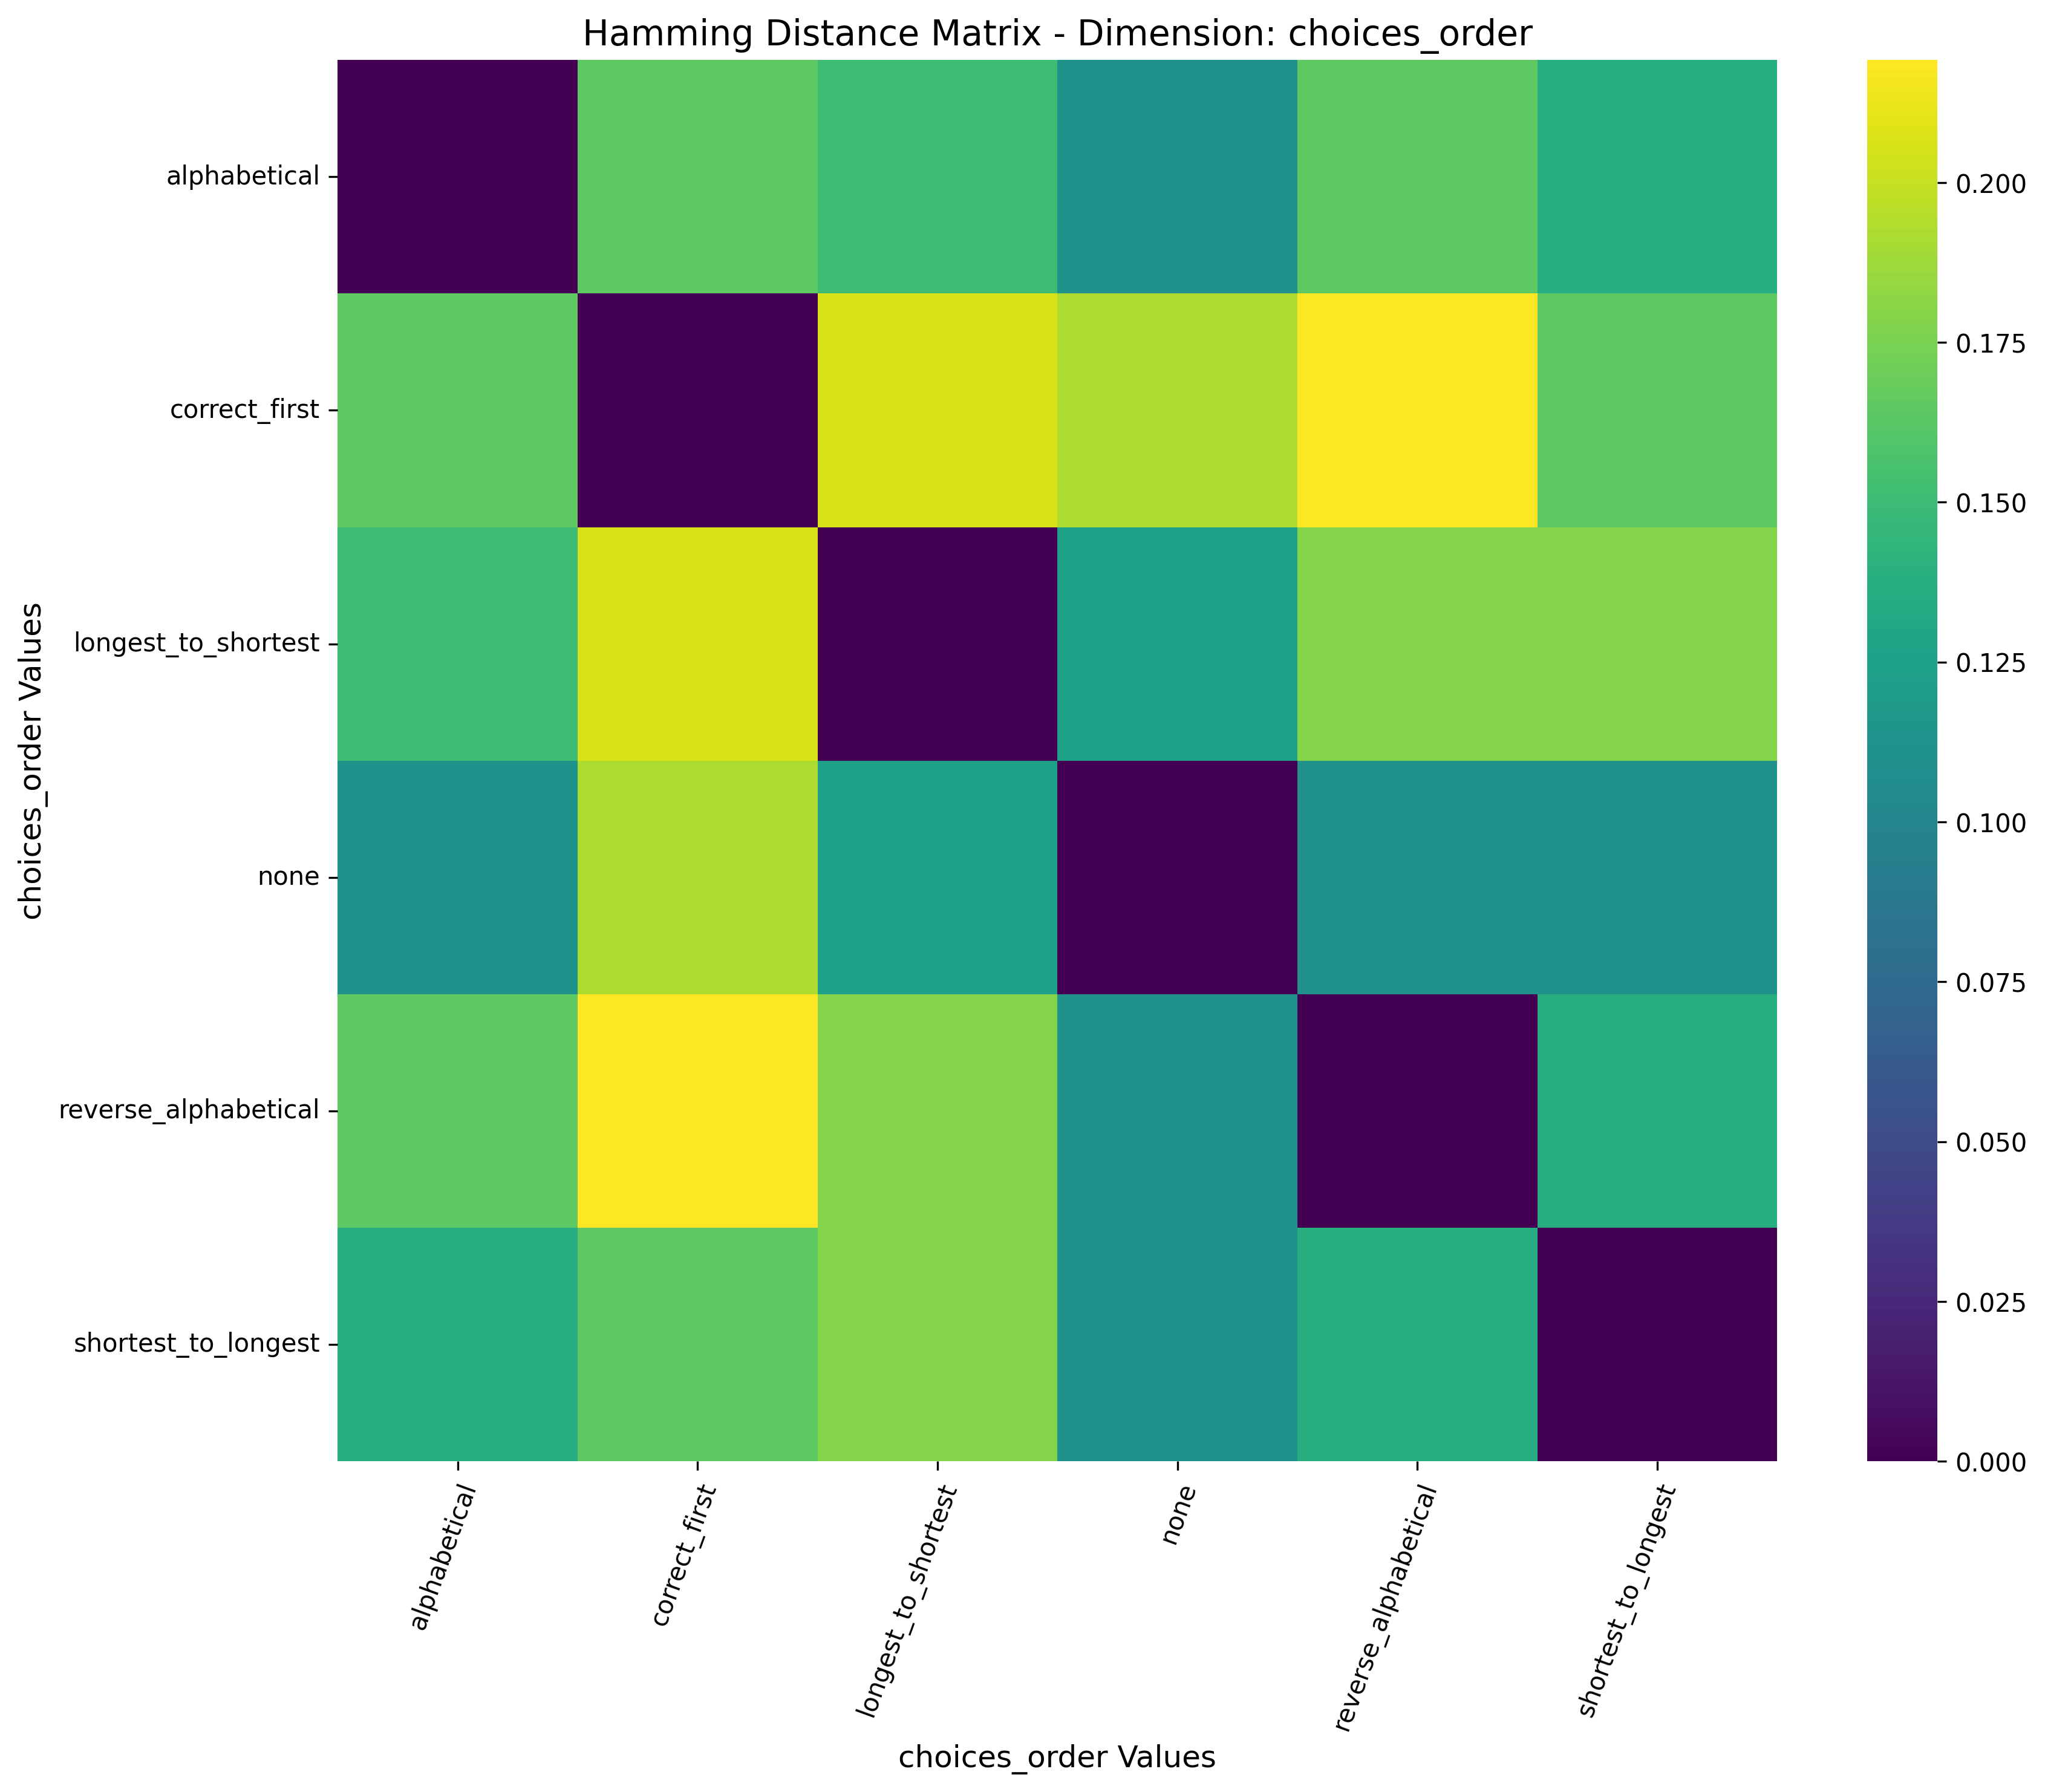 Hamming Distance Matrix - Dimension: choices_order
choices_order Values
alphabetical
correct_first
longest_to_shortest
none
reverse_alphabetical
shortest_to_longest
alphabetical
correct_first
longest_to_shortest
none
reverse_alphabetical
shortest_to_longest
choices_order Values
0.200
0.175
0.150
0.125
0.100
0.075
0.050
0.025
0.000